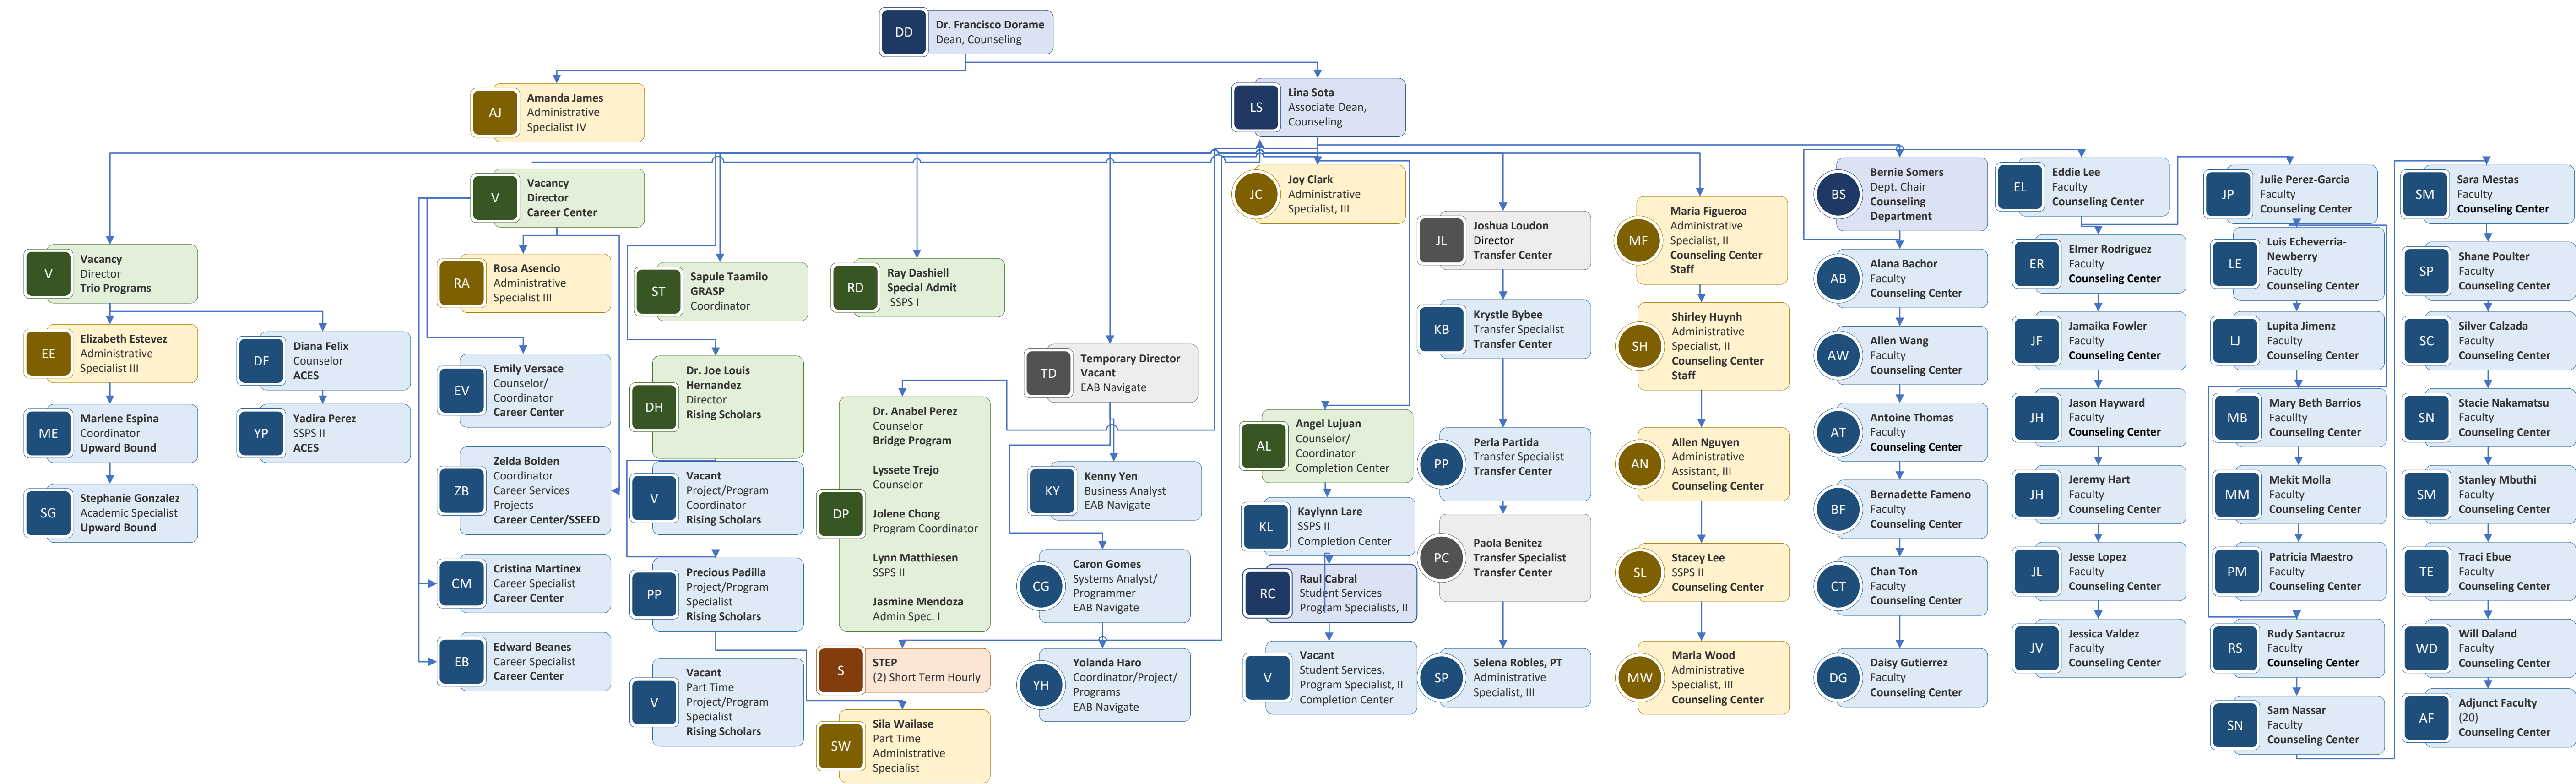 DD
Dr. Francisco Dorame
Dean, Counseling
AJ
Amanda James
Administrative
Specialist IV
LS
Lina Sota
Associate Dean,
Counseling
V
Vacancy
Director
Trio Programs
EE
Elizabeth Estevez
Administrative
Specialist III
ME
Marlene Espina
Coordinator
Upward Bound
SG
Stephanie Gonzalez
Academic Specialist
Upward Bound
DF
Diana Felix
Counselor
ACES
YP
Yadira Perez
SSPS II
ACES
V
Vacancy
Director
Career Center
RA
Rosa Asencio
Administrative
Specialist III
EV
Emily Versace
Counselor/
Coordinator
Career Center
ZB
Zelda Bolden
Coordinator
Career Services
Projects
Career Center/SSEED
CM
Cristina Martinex
Career Specialist
Career Center
EB
Edward Beanes
Career Specialist
Career Center
ST
Sapule Taamilo
GRASP
Coordinator
DH
Dr. Joe Louis
Hernandez
Director
Rising Scholars
V
Vacant
Project/Program
Coordinator
Rising Scholars
PP
Precious Padilla
Project/Program
Specialist
Rising Scholars
V
Vacant
Part Time
Project/Program
Specialist
Rising Scholars
RD
Ray Dashiell
Special Admit
SSPS I
DP
Dr. Anabel Perez
Counselor
Bridge Program
Lyssete Trejo
Counselor
Jolene Chong
Program Coordinator
Lynn Matthiesen
SSPS II
Jasmine Mendoza
Admin Spec. I
S
STEP
(2) Short Term Hourly
SW
Sila Wailase
Part Time
Administrative
Specialist
TD
Temporary Director
Vacant
EAB Navigate
KY
Kenny Yen
Business Analyst
EAB Navigate
CG
Caron Gomes
Systems Analyst/
Programmer
EAB Navigate
YH
Yolanda Haro
Coordinator/Project/
Programs
EAB Navigate
JC
Joy Clark
Administrative
Specialist, III
AL
Angel Lujuan
Counselor/
Coordinator
Completion Center
KL
Kaylynn Lare
SSPS II
Completion Center
RC
Raul Cabral
Student Services
Program Specialists, II
V
Vacant
Student Services,
Program Specialist, II
Completion Center
JL
Joshua Loudon
Director
Transfer Center
KB
Krystle Bybee
Transfer Specialist
Transfer Center
PP
Perla Partida
Transfer Specialist
Transfer Center
PC
Paola Benitez
Transfer Specialist
Transfer Center
SP
Selena Robles, PT
Administrative
Specialist, III
MF
Maria Figueroa
Administrative
Specialist, II
Counseling Center
Staff
SH
Shirley Huynh
Administrative
Specialist, II
Counseling Center
Staff
AN
Allen Nguyen
Administrative
Assistant, III
Counseling Center
SL
Stacey Lee
SSPS II
Counseling Center
MW
Maria Wood
Administrative
Specialist, III
Counseling Center
BS
Bernie Somers
Dept. Chair
Counseling
Department
AB
Alana Bachor
Faculty
Counseling Center
AW
Allen Wang
Faculty
Counseling Center
AT
Antoine Thomas
Faculty
Counseling Center
BF
Bernadette Fameno
Faculty
Counseling Center
CT
Chan Ton
Faculty
Counseling Center
DG
Daisy Gutierrez
Faculty
Counseling Center
EL
Eddie Lee
Faculty
Counseling Center
ER
Elmer Rodriguez
Faculty
Counseling Center
JF
Jamaika Fowler
Faculty
Counseling Center
JH
Jason Hayward
Faculty
Counseling Center
JH
Jeremy Hart
Faculty
Counseling Center
JL
Jesse Lopez
Faculty
Counseling Center
JV
Jessica Valdez
Faculty
Counseling Center
JP
Julie Perez-Garcia
Faculty
Counseling Center
LE
Luis Echeverria-
Newberry
Faculty
Counseling Center
LJ
Lupita Jimenz
Faculty
Counseling Center
MB
Mary Beth Barrios
Faculty
Counseling Center
MM
Mekit Molla
Faculty
Counseling Center
PM
Patricia Maestro
Faculty
Counseling Center
RS
Rudy Santacruz
Faculty
Counseling Center
SN
Sam Nassar
Faculty
Counseling Center
SM
Sara Mestas
Faculty
Counseling Center
SP
Shane Poulter
Faculty
Counseling Center
SC
Silver Calzada
Faculty
Counseling Center
SN
Stacie Nakamatsu
Faculty
Counseling Center
SM
Stanley Mbuthi
Faculty
Counseling Center
TE
Traci Ebue
Faculty
Counseling Center
WD
Will Daland
Faculty
Counseling Center
AF
Adjunct Faculty
(20)
Counseling Center